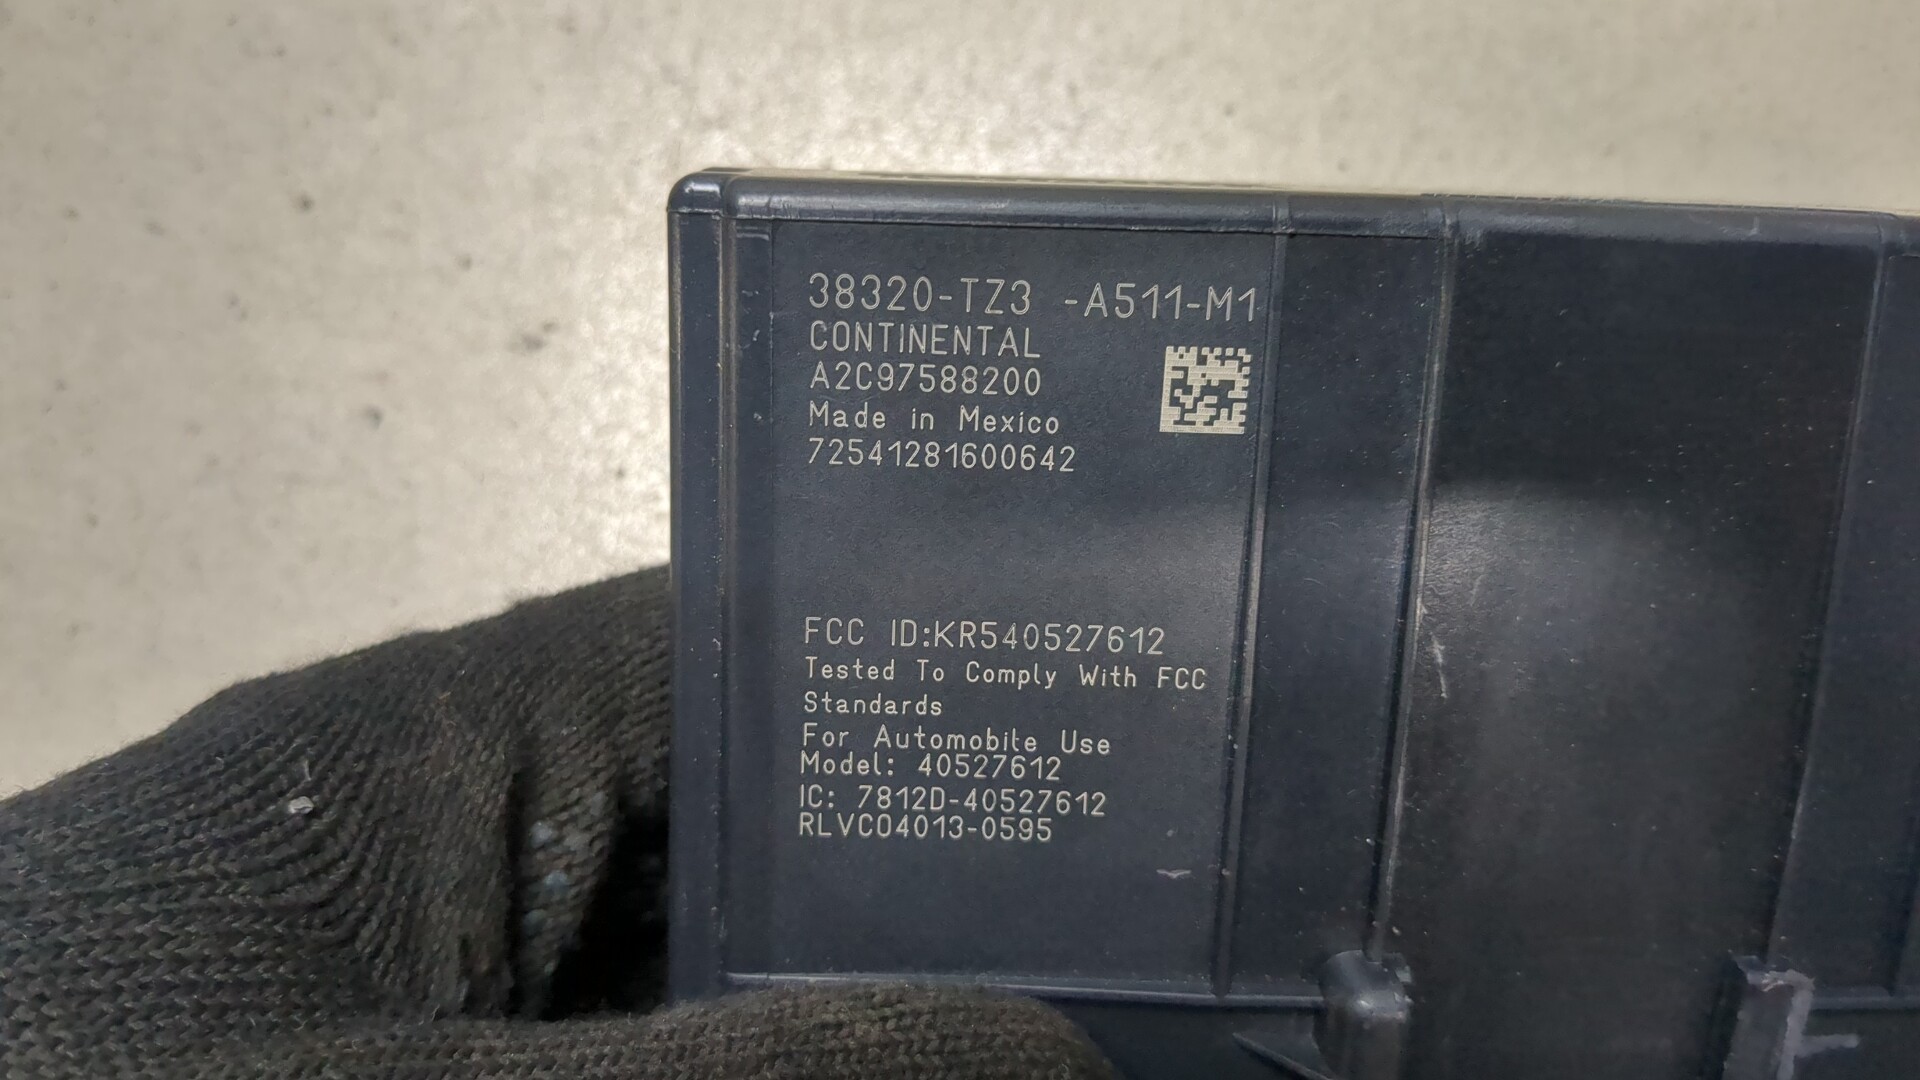 38320-TZ3 -A511-M1
CONTINENTAL
A2C97588200
Made in Mexico
72541281600642
FCC ID:KR540527612
Tested To Comply With FCC
Standards
For Automobile Use
Model: 40527612
IC: 7812D-40527612
RLVCO4013-0595